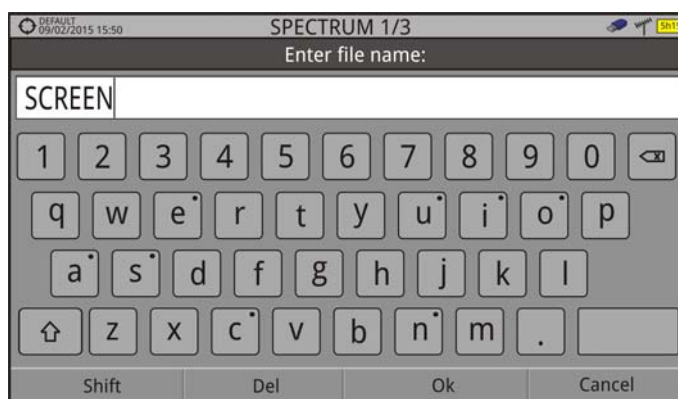 DEFAULT
09/02/2015 15:50
SPECTRUM 1/3
Enter file name:
SCREEN
1 2 3 4 5 6 7 8 9 0
q w e r t y u i o p
a s d f g h j k l
z x c v b n m .
Shift Del Ok Cancel